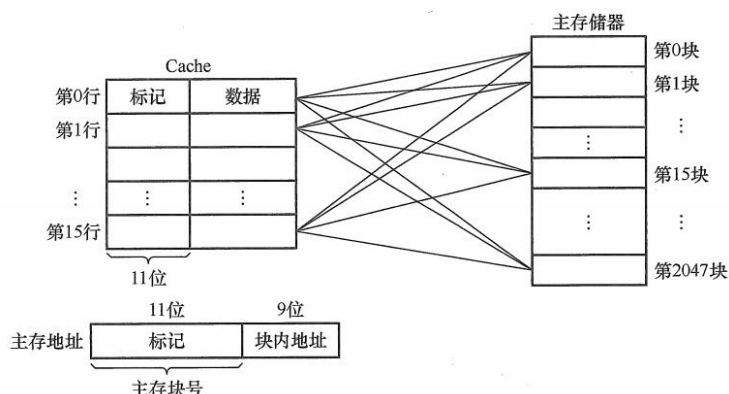 主存储器
Cache
第0行 标记 数据
第1行
⋮ ⋮ ⋮
第15行
11位
第0块
第1块
⋮
⋮
第15块
⋮ ⋮
第2047块
11位 9位
主存地址 标记 块内地址
主存块号